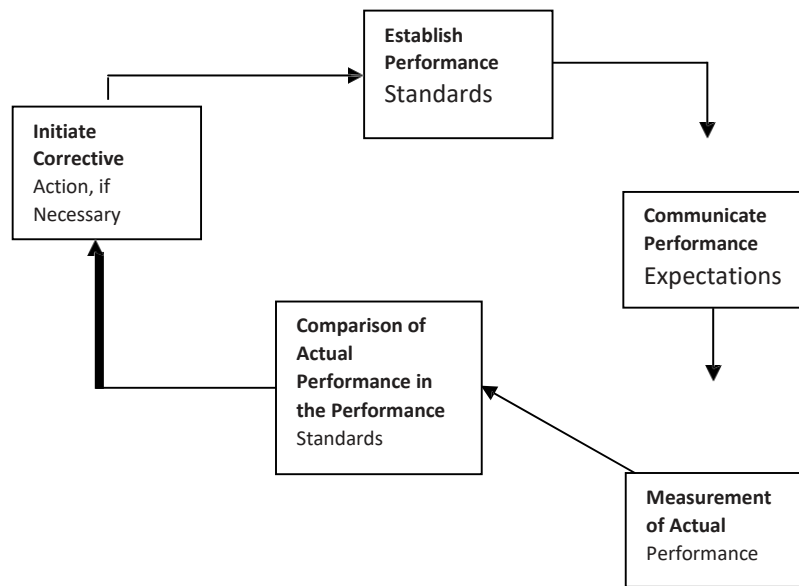 Establish
Performance
Standards
Initiate
Corrective
Action, if
Necessary
Communicate
Performance
Expectations
Comparison of
Actual
Performance in
the Performance
Standards
Measurement
of Actual
Performance